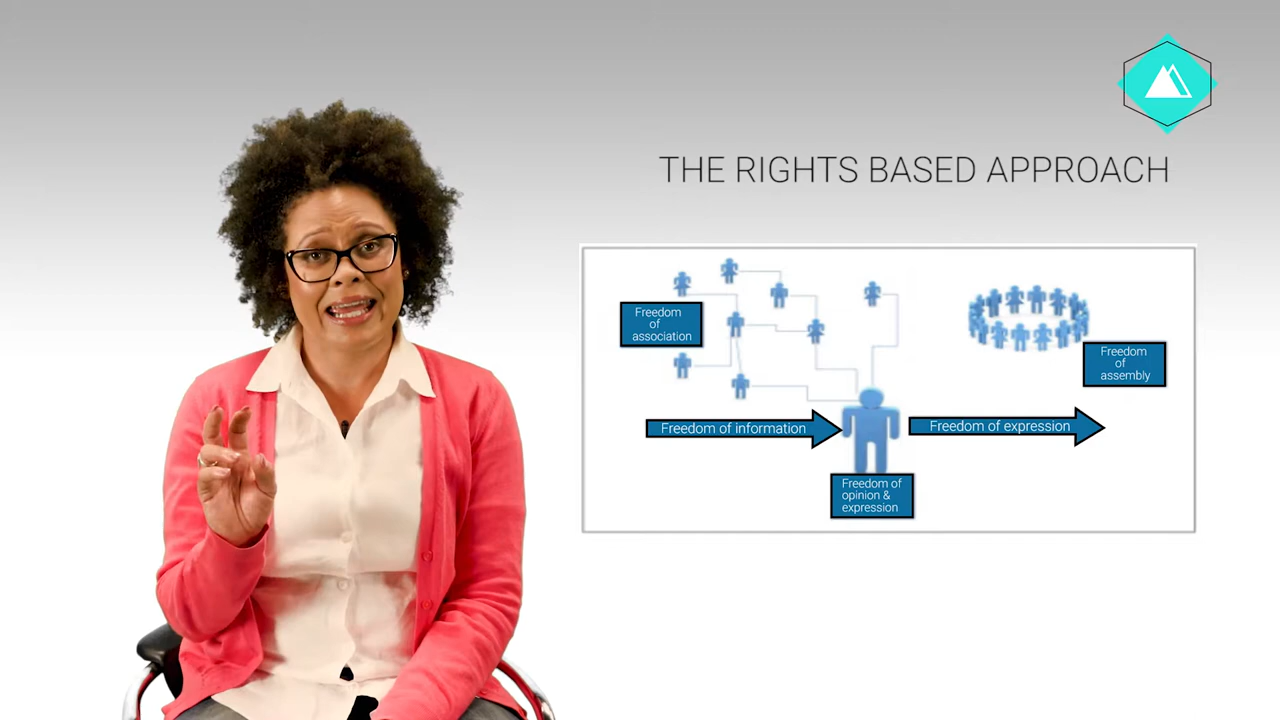 THE RIGHTS BASED APPROACH
Freedom
of
association
Freedom
of
assembly
Freedom of information
Freedom of expression
Freedom of
opinion &
expression